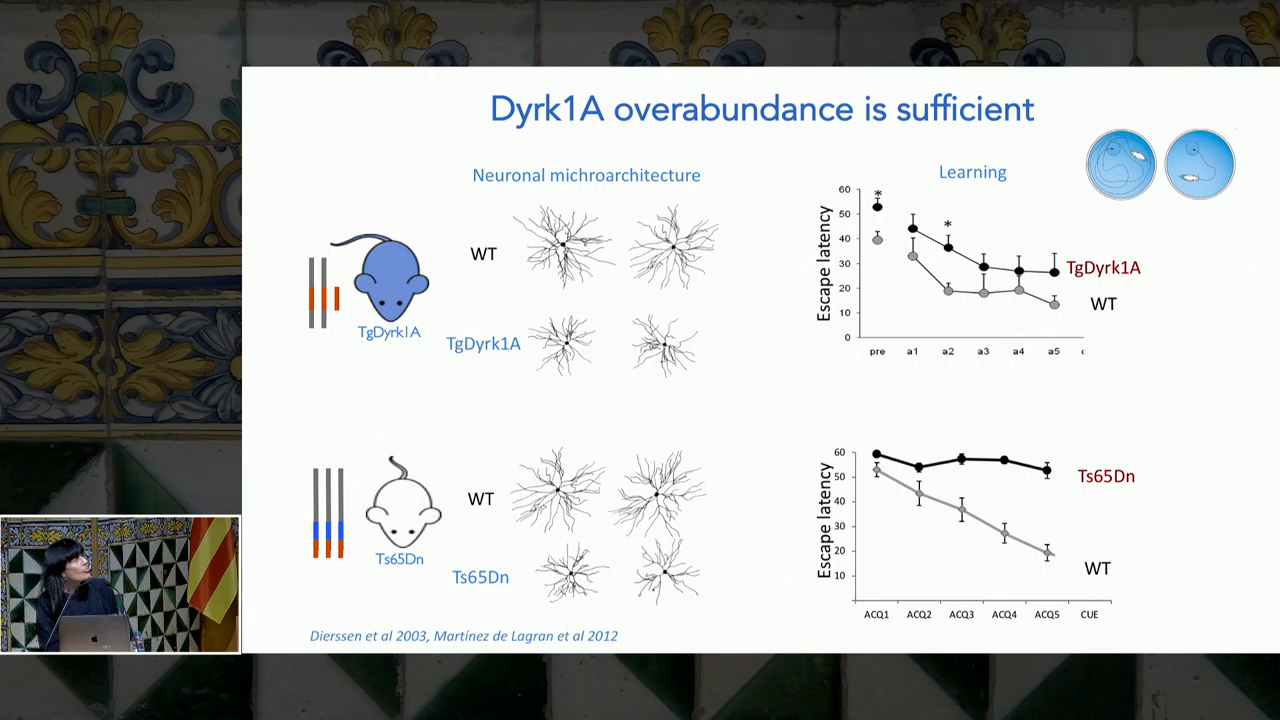 Dyrk1A overabundance is sufficient
Neuronal michroarchitecture
Learning
WT
TgDyrk1A
TgDyrk1A
60
50
40
30
20
10
0
Escape latency
*
*
TgDyrk1A
WT
pre a1 a2 a3 a4 a5
WT
Ts65Dn
Ts65Dn
60
50
40
30
20
10
Escape latency
Ts65Dn
WT
ACQ1 ACQ2 ACQ3 ACQ4 ACQ5 CUE
Dierssen et al 2003, Martínez de Lagran et al 2012